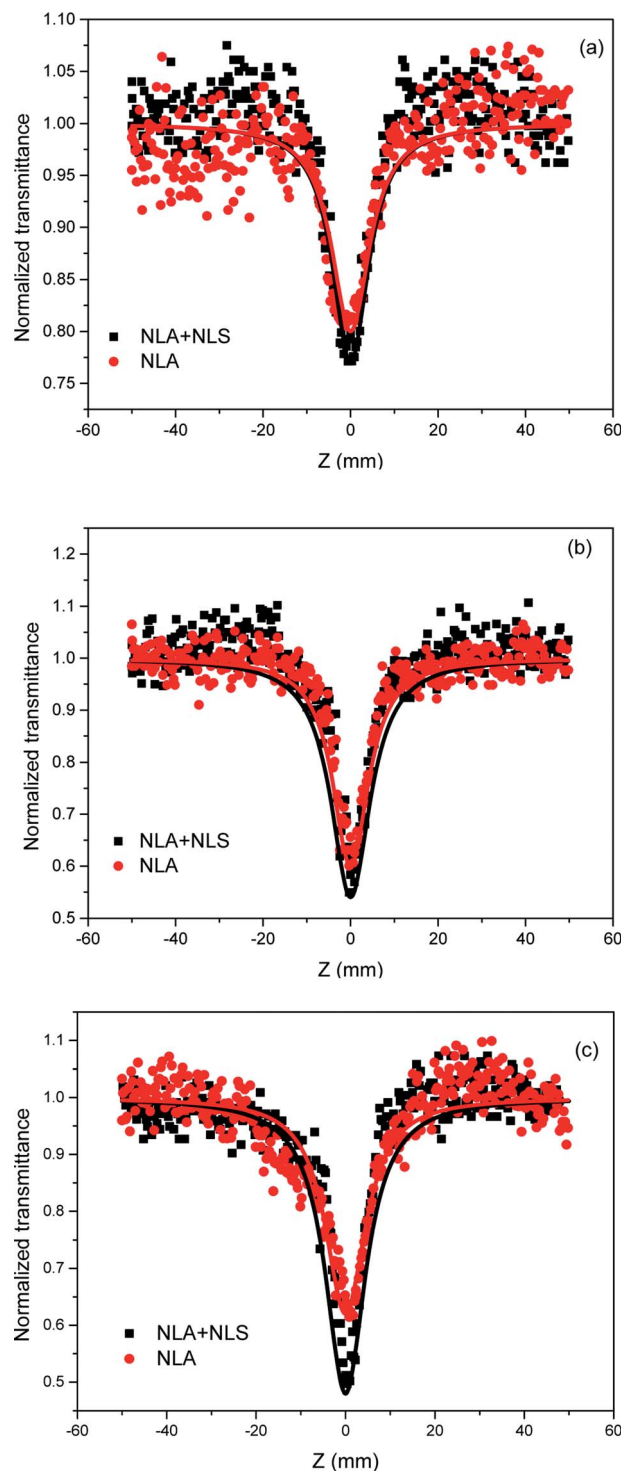 (a)
Normalized transmittance
1.10
1.05
1.00
0.95
0.90
0.85
0.80
0.75
NLA+NLS
NLA
-60 -40 -20 0 20 40 60
Z (mm)
(b)
Normalized transmittance
1.2
1.1
1.0
0.9
0.8
0.7
0.6
0.5
NLA+NLS
NLA
-60 -40 -20 0 20 40 60
Z (mm)
(c)
Normalized transmittance
1.1
1.0
0.9
0.8
0.7
0.6
0.5
NLA+NLS
NLA
-60 -40 -20 0 20 40 60
Z (mm)